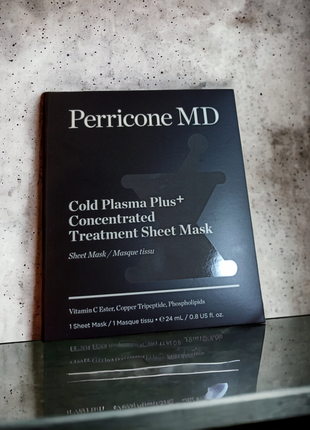 Perricone MD
Cold Plasma Plus+
Concentrated
Treatment Sheet Mask
Sheet Mask / Masque tissu
Vitamin C Ester, Copper Tripeptide, Phospholipids
1 Sheet Mask / 1 Masque tissu • ℮ 24 mL / 0.8 US fl. oz.